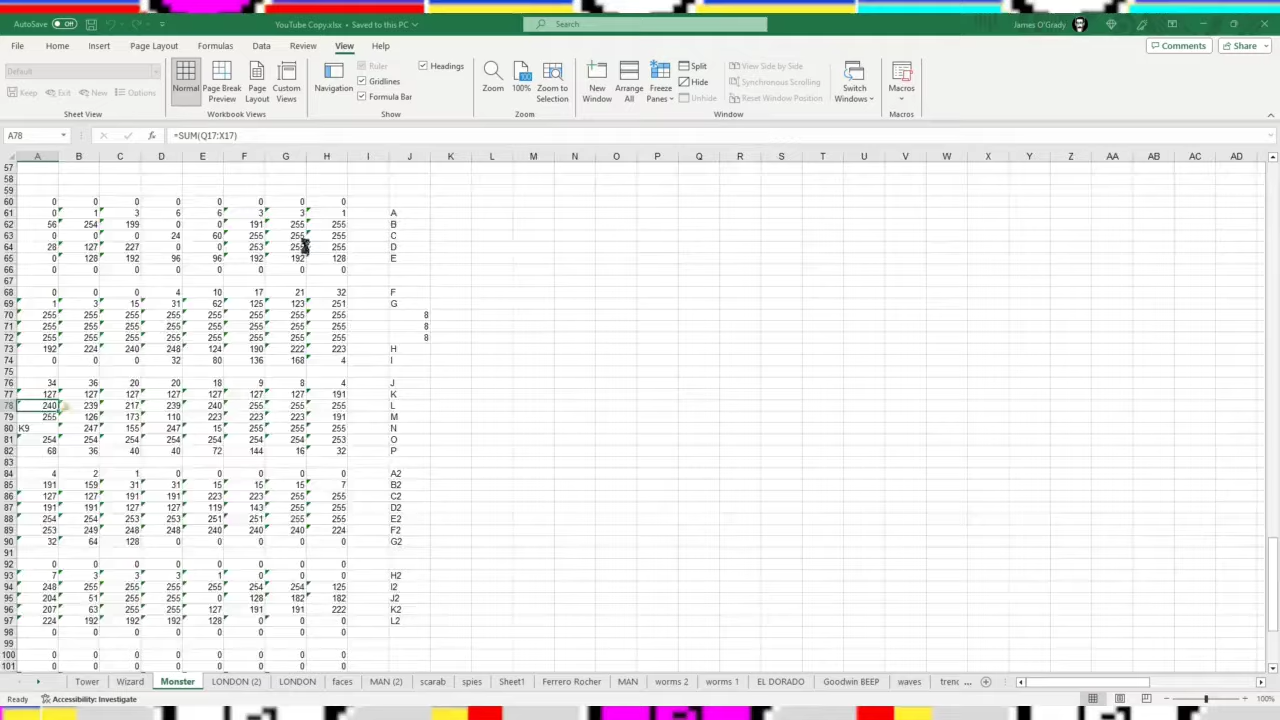 AutoSave Off YouTube Copy.xlsx - Saved to this PC Search James O'Grady
File Home Insert Page Layout Formulas Data Review View Help Comments Share
Default
Keep Exit New Options
Sheet View
Normal Page Break Preview Page Layout Custom Views
Workbook Views
Navigation
Ruler Headings
Gridlines
Formula Bar
Show
Zoom 100% Zoom to Selection
Zoom
New Window Arrange All Freeze Panes
Split View Side by Side
Hide Synchronous Scrolling
Unhide Reset Window Position
Switch Windows
Window
Macros
Macros
A78 =SUM(Q17:X17)
A B C D E F G H I J K L M N O P Q R S T U V W X Y Z AA AB AC AD
57
58
59
60 0 0 0 0 0 0 0 0
61 0 1 3 6 6 3 3 1 A
62 56 254 199 0 0 191 255 255 B
63 0 0 0 24 60 255 255 255 C
64 28 127 227 0 0 253 255 D
65 0 128 192 96 96 192 192 128 E
66 0 0 0 0 0 0 0 0
67
68 0 0 0 4 10 17 21 32 F
69 1 3 15 31 62 125 123 251 G
70 255 255 255 255 255 255 255 255 8
71 255 255 255 255 255 255 255 255 8
72 255 255 255 255 255 255 255 255 8
73 192 224 240 248 124 190 222 223 H
74 0 0 0 32 80 136 168 4 I
75
76 34 36 20 20 18 9 8 4 J
77 127 127 127 127 127 127 127 191 K
78 240 239 217 239 240 255 255 255 L
79 255 126 173 110 223 223 223 191 M
80 K9 247 155 247 15 255 255 255 N
81 254 254 254 254 254 254 254 253 O
82 68 36 40 40 72 144 16 32 P
83
84 4 2 1 0 0 0 0 0 A2
85 191 159 31 31 15 15 15 7 B2
86 127 127 191 191 223 223 255 255 C2
87 191 191 127 127 119 143 255 255 D2
88 254 254 253 253 251 251 255 255 E2
89 253 249 248 248 240 240 240 224 F2
90 32 64 128 0 0 0 0 0 G2
91
92 0 0 0 0 0 0 0 0
93 7 3 3 3 1 0 0 0 H2
94 248 255 255 255 255 254 254 125 I2
95 204 51 255 255 0 128 182 182 J2
96 207 63 255 255 127 191 191 222 K2
97 224 192 192 192 128 0 0 0 L2
98 0 0 0 0 0 0 0 0
99
100 0 0 0 0 0 0 0 0
101 0 0 0 0 0 0 0 0
Tower Wizard Monster LONDON (2) LONDON faces MAN (2) scarab spies Sheet1 Ferrero Rocher MAN worms 2 worms 1 EL DORADO Goodwin BEEP waves trenc ...
Ready Accessibility: Investigate 100%